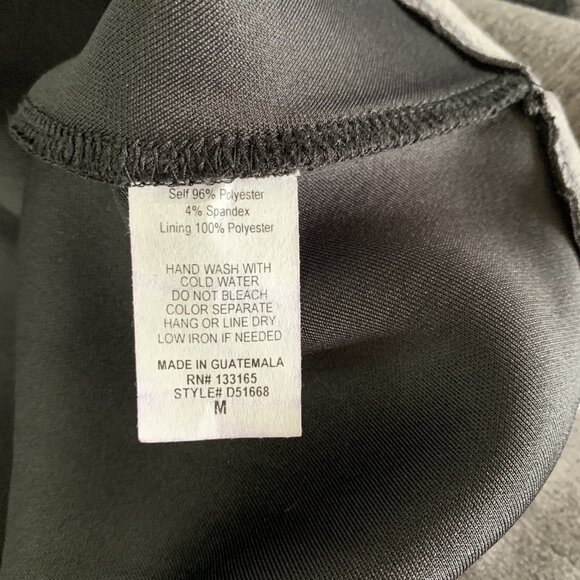 Self 96% Polyester
4% Spandex
Lining 100% Polyester
HAND WASH WITH
COLD WATER
DO NOT BLEACH
COLOR SEPARATE
HANG OR LINE DRY
LOW IRON IF NEEDED
MADE IN GUATEMALA
RN# 133165
STYLE# D51668
M